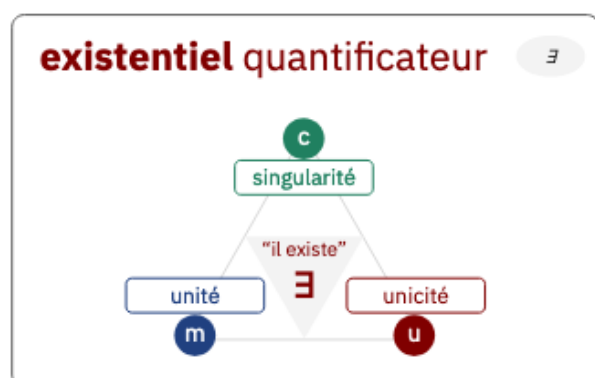 existentiel quantificateur ∃
c
singularité
“il existe”
∃
unité
unicité
m
u